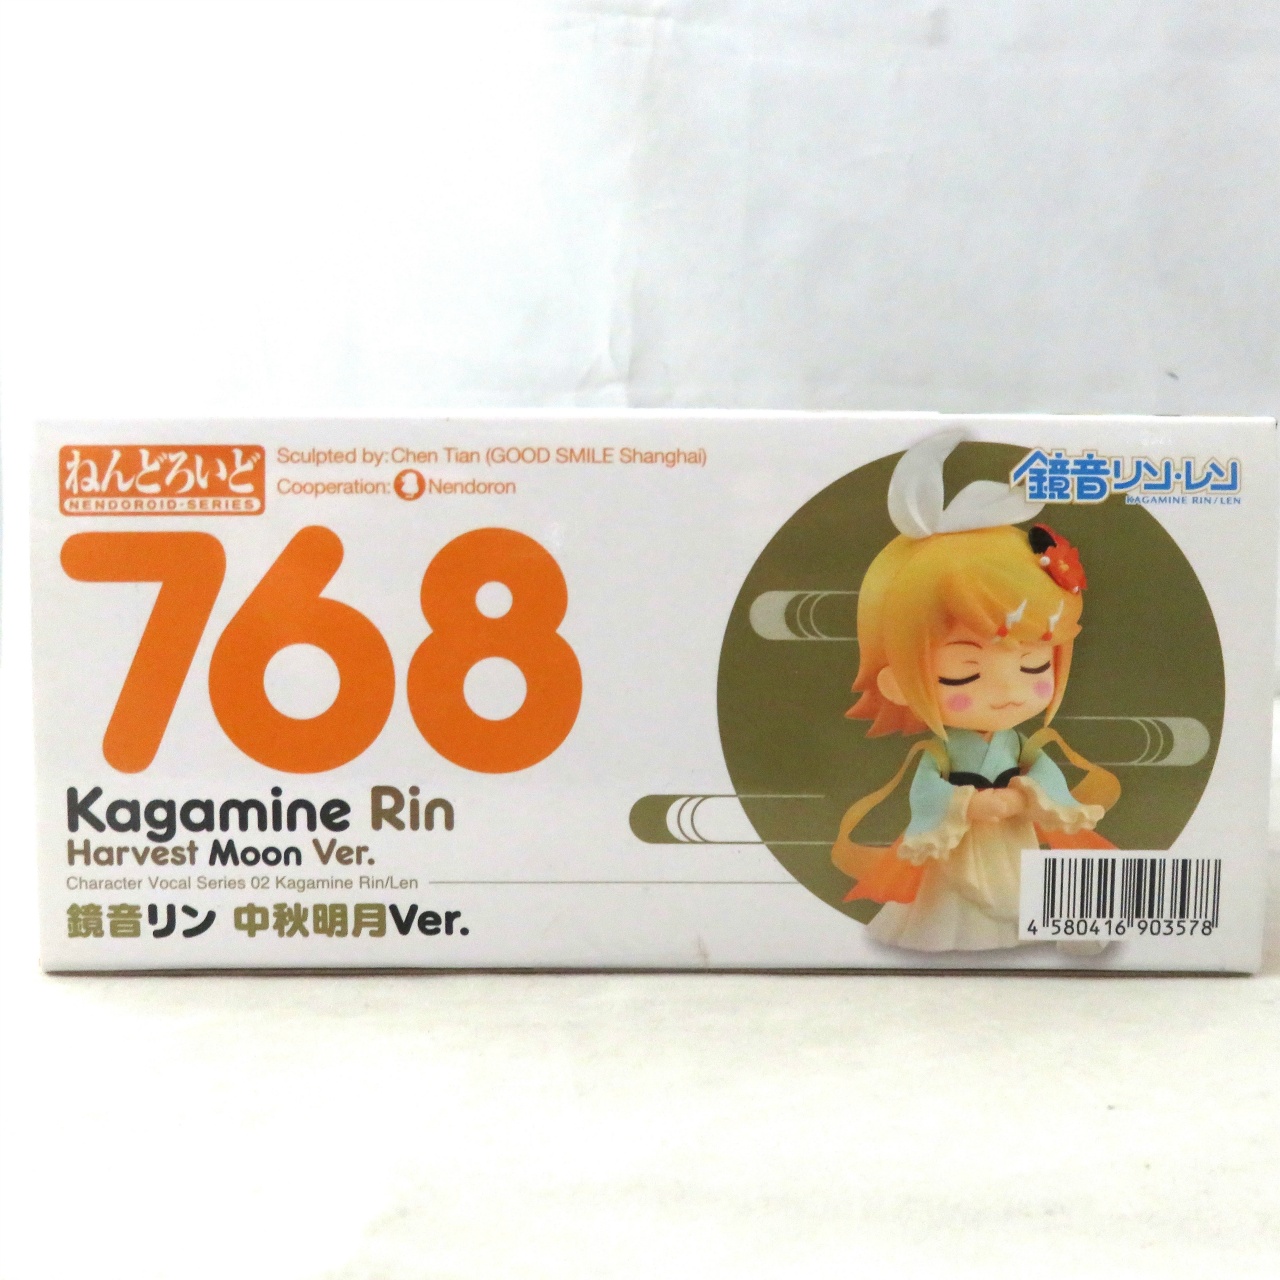 ねんどろいど
NENDOROID-SERIES
Sculpted by: Chen Tian (GOOD SMILE Shanghai)
Cooperation: Nendoron
768
Kagamine Rin
Harvest Moon Ver.
Character Vocal Series 02 Kagamine Rin/Len
鏡音リン 中秋明月Ver.
鏡音リン・レン
KAGAMINE RIN/LEN
4 580416 903578